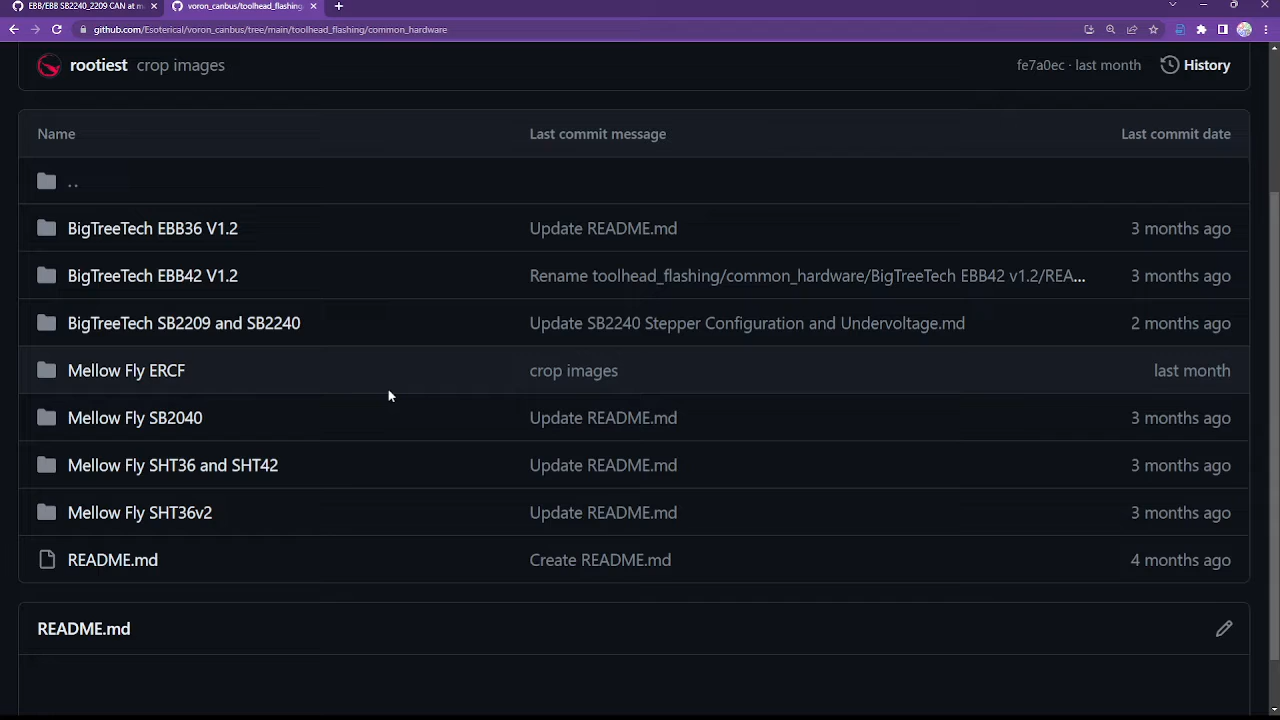 EBB/EBB SB2240_2209 CAN at m
voron_canbus/toolhead_flashing
github.com/Esoterical/voron_canbus/tree/main/toolhead_flashing/common_hardware
rootiest crop images fe7a0ec · last month History
Name Last commit message Last commit date
..
BigTreeTech EBB36 V1.2 Update README.md 3 months ago
BigTreeTech EBB42 V1.2 Rename toolhead_flashing/common_hardware/BigTreeTech EBB42 v1.2/REA... 3 months ago
BigTreeTech SB2209 and SB2240 Update SB2240 Stepper Configuration and Undervoltage.md 2 months ago
Mellow Fly ERCF crop images last month
Mellow Fly SB2040 Update README.md 3 months ago
Mellow Fly SHT36 and SHT42 Update README.md 3 months ago
Mellow Fly SHT36v2 Update README.md 3 months ago
README.md Create README.md 4 months ago
README.md